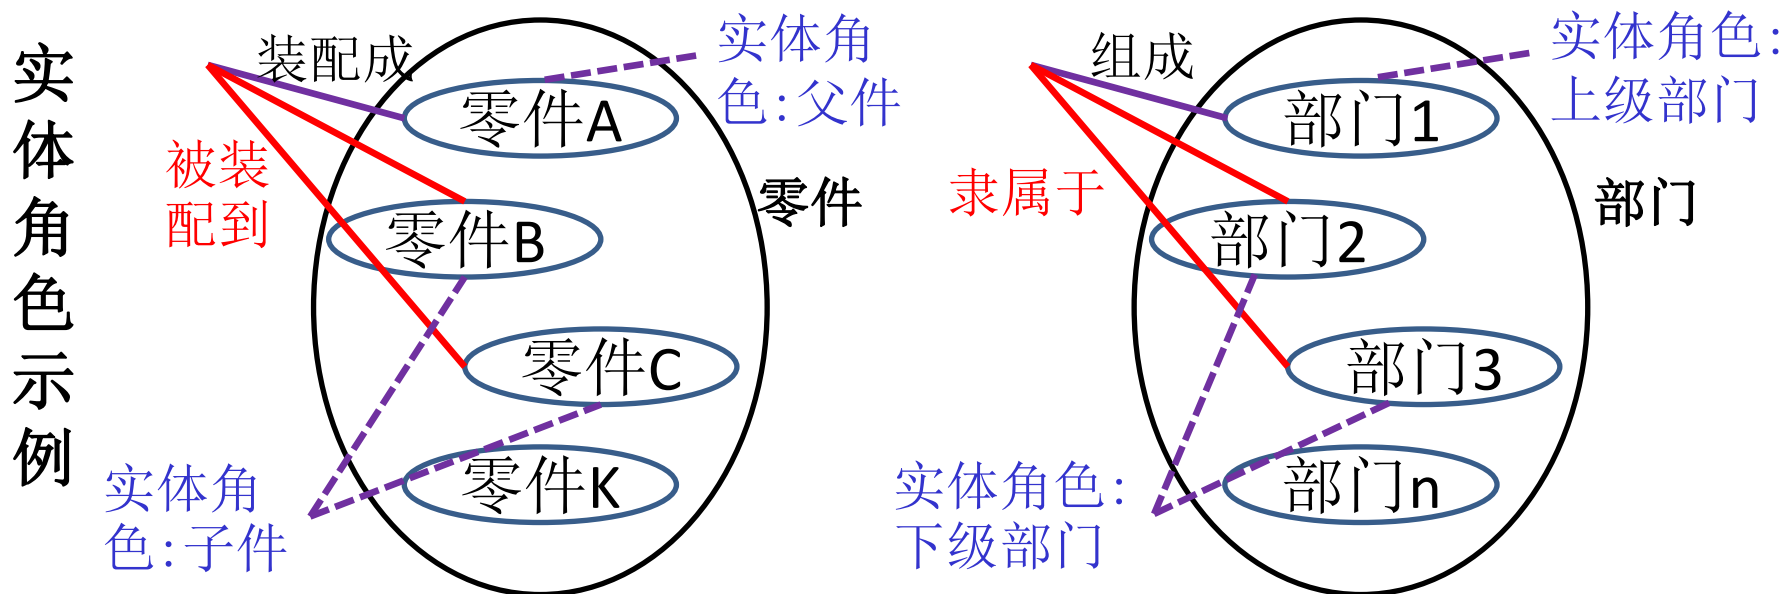 实体角色示例
装配成
实体角
色:父件
零件A
被装
配到
零件
零件B
零件C
零件K
实体角
色:子件
组成
实体角色:
上级部门
部门1
隶属于
部门
部门2
部门3
部门n
实体角色:
下级部门